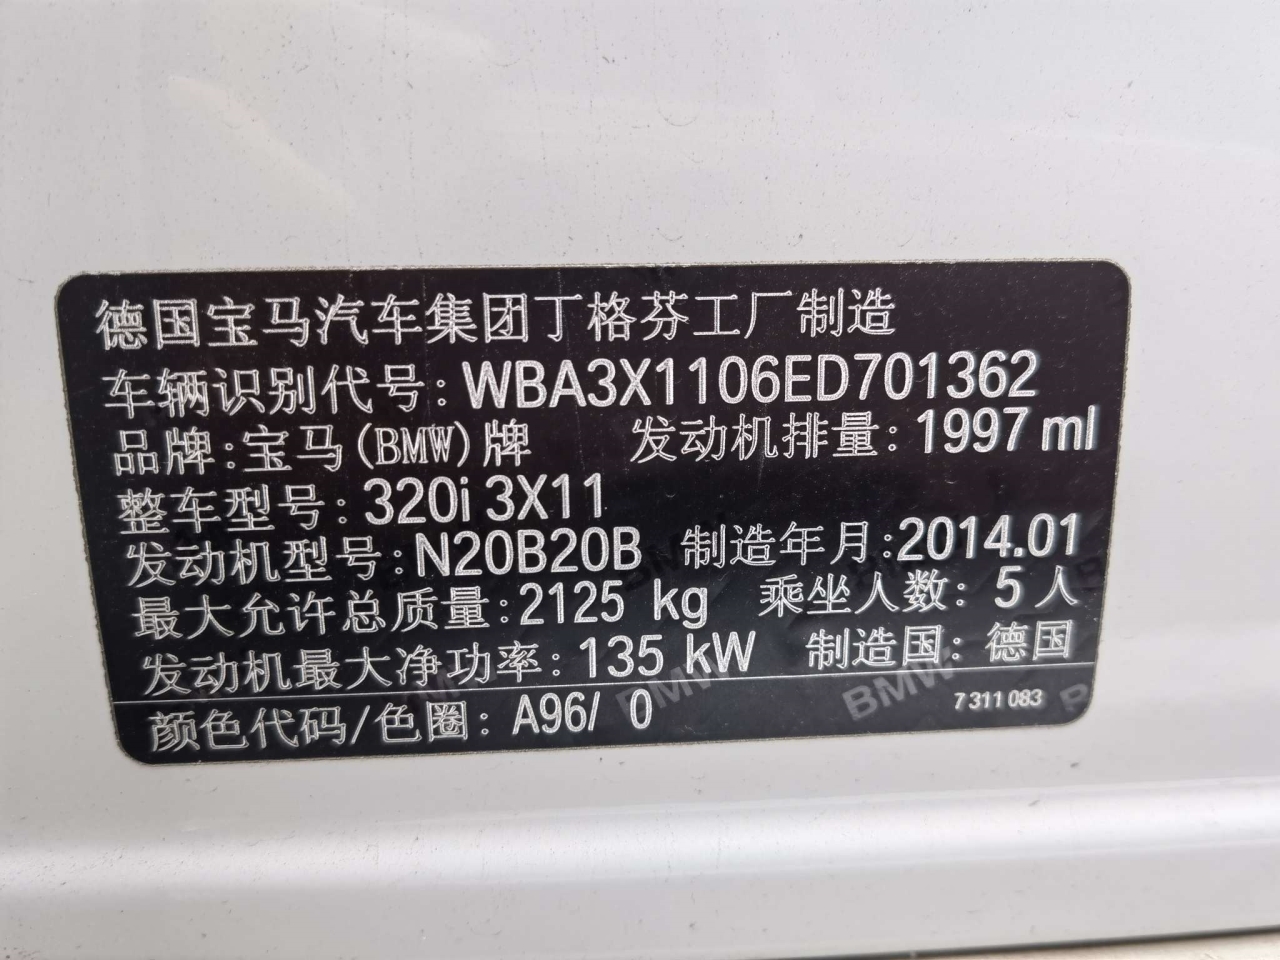 德国宝马汽车集团丁格芬工厂制造
车辆识别代号: WBA3X1106ED701362
品牌:宝马(BMW)牌 发动机排量: 1997 ml
整车型号: 320i 3X11
发动机型号: N20B20B 制造年月:2014.01
最大允许总质量:2125 kg 乘坐人数: 5人
发动机最大净功率: 135 kW 制造国: 德国
颜色代码/色圈: A96/ 0 7 311 083